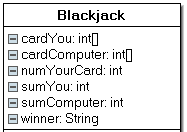 Blackjack
cardYou: int[]
cardComputer: int[]
numYourCard: int
sumYou: int
sumComputer: int
winner: String